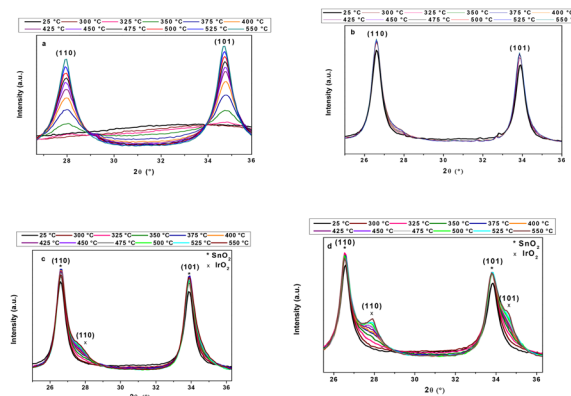 25 °C 300 °C 325 °C 350 °C 375 °C 400 °C
425 °C 450 °C 475 °C 500 °C 525 °C 550 °C
a
(110)
(101)
Intensity (a.u.)
28 30 32 34 36
2θ (°)
25 °C 300 °C 325 °C 350 °C 375 °C 400 °C
425 °C 450 °C 475 °C 500 °C 525 °C 550 °C
b
(110)
(101)
Intensity (a.u.)
26 28 30 32 34 36
2θ (°)
25 °C 300 °C 325 °C 350 °C 375 °C 400 °C
425 °C 450 °C 475 °C 500 °C 525 °C 550 °C
c
* SnO2
x IrO2
(110)
*
(101)
*
(110)
x
Intensity (a.u.)
26 28 30 32 34 36
2θ (°)
25 °C 300 °C 325 °C 350 °C 375 °C 400 °C
425 °C 450 °C 475 °C 500 °C 525 °C 550 °C
d
* SnO2
x IrO2
(110)
*
(101)
*
(110)
x
(101)
x
Intensity (a.u.)
26 28 30 32 34 36
2θ (°)